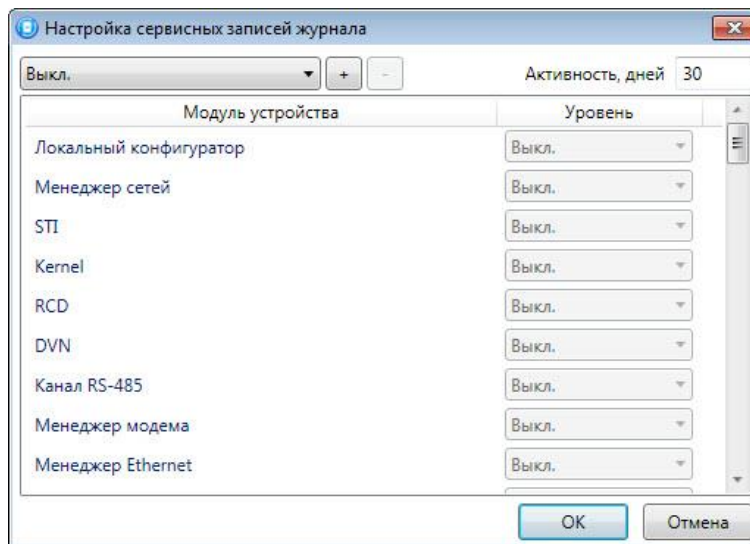 Настройка сервисных записей журнала
Выкл. + - Активность, дней 30
Модуль устройства Уровень
Локальный конфигуратор Выкл.
Менеджер сетей Выкл.
STI Выкл.
Kernel Выкл.
RCD Выкл.
DVN Выкл.
Канал RS-485 Выкл.
Менеджер модема Выкл.
Менеджер Ethernet Выкл.
OK Отмена